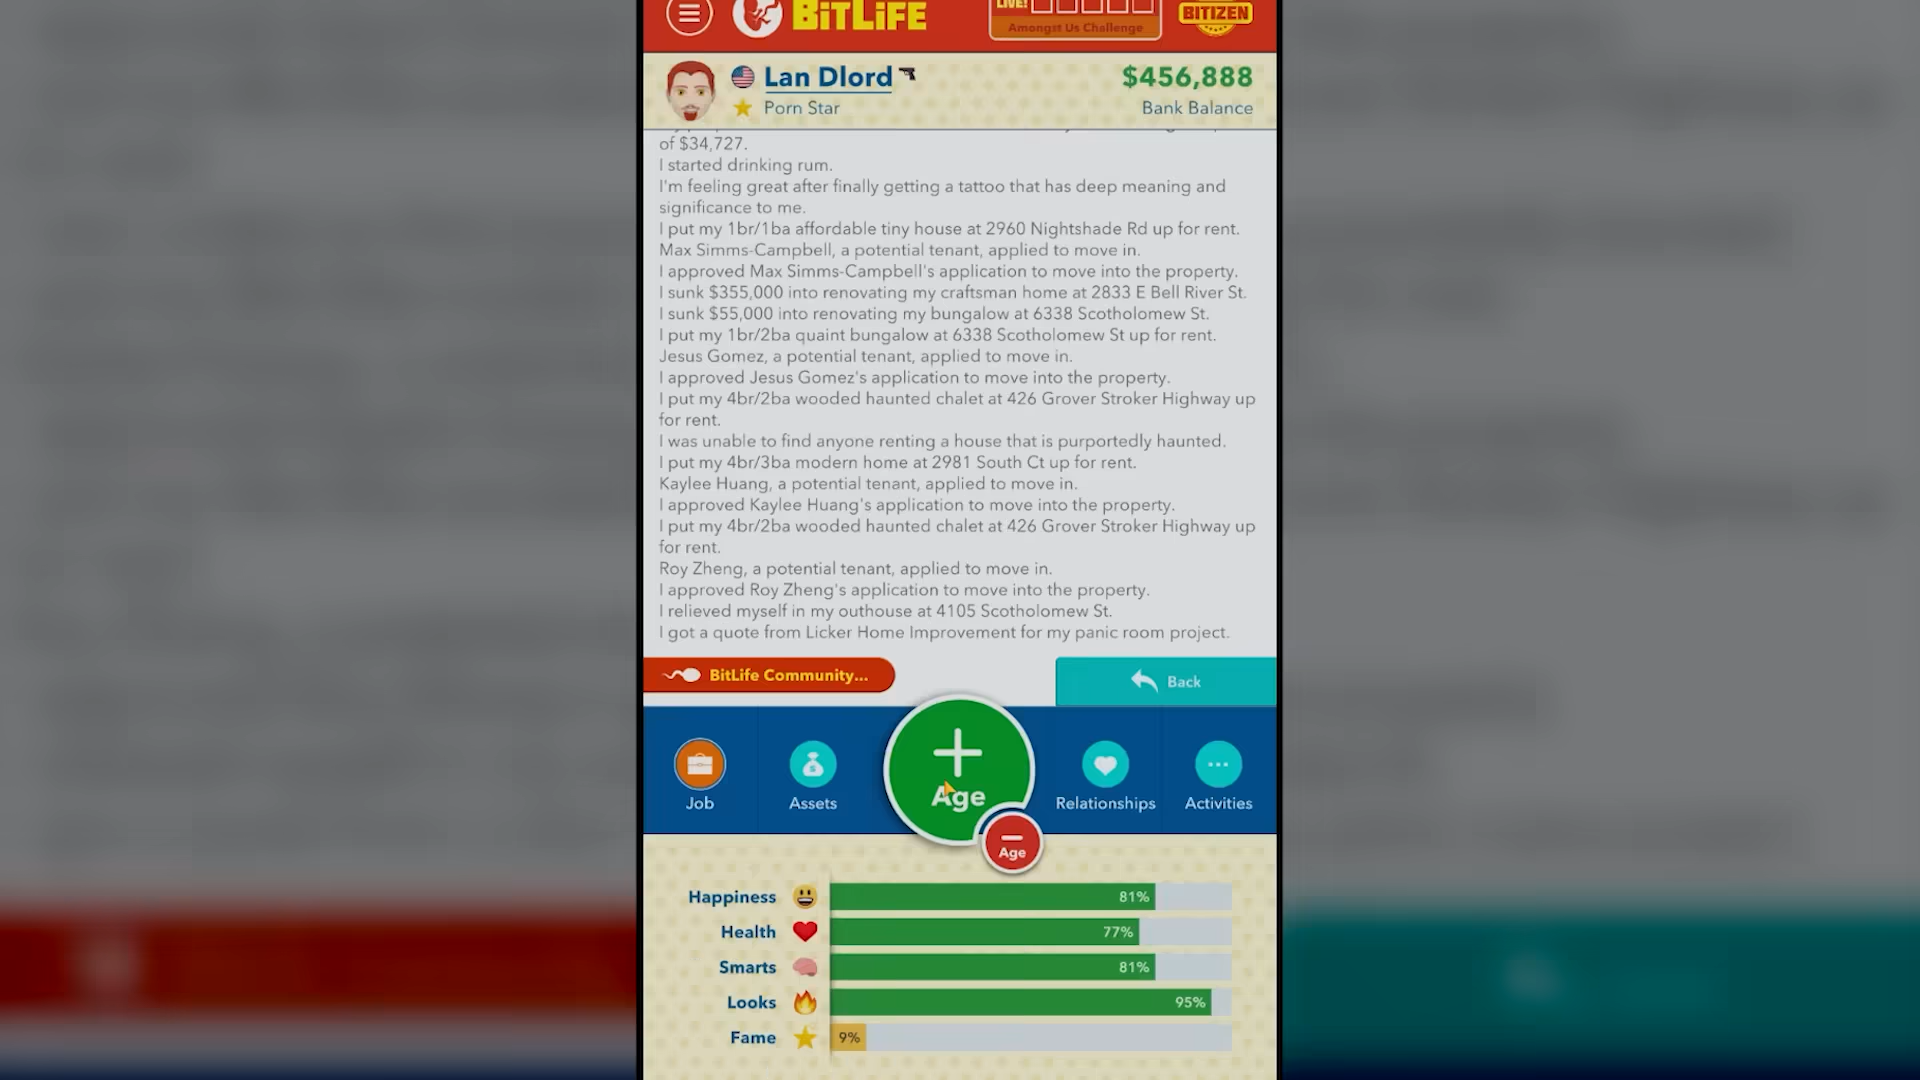 BitLife
LIVE!
Amongst Us Challenge
BITIZEN
Lan Dlord
$456,888
Porn Star
Bank Balance
of $34,727.
I started drinking rum.
I'm feeling great after finally getting a tattoo that has deep meaning and
significance to me.
I put my 1br/1ba affordable tiny house at 2960 Nightshade Rd up for rent.
Max Simms-Campbell, a potential tenant, applied to move in.
I approved Max Simms-Campbell's application to move into the property.
I sunk $355,000 into renovating my craftsman home at 2833 E Bell River St.
I sunk $55,000 into renovating my bungalow at 6338 Scotholomew St.
I put my 1br/2ba quaint bungalow at 6338 Scotholomew St up for rent.
Jesus Gomez, a potential tenant, applied to move in.
I approved Jesus Gomez's application to move into the property.
I put my 4br/2ba wooded haunted chalet at 426 Grover Stroker Highway up
for rent.
I was unable to find anyone renting a house that is purportedly haunted.
I put my 4br/3ba modern home at 2981 South Ct up for rent.
Kaylee Huang, a potential tenant, applied to move in.
I approved Kaylee Huang's application to move into the property.
I put my 4br/2ba wooded haunted chalet at 426 Grover Stroker Highway up
for rent.
Roy Zheng, a potential tenant, applied to move in.
I approved Roy Zheng's application to move into the property.
I relieved myself in my outhouse at 4105 Scotholomew St.
I got a quote from Licker Home Improvement for my panic room project.
BitLife Community...
Back
Age
Job
Assets
Relationships
Activities
Age
Happiness 81%
Health 77%
Smarts 81%
Looks 95%
Fame 9%